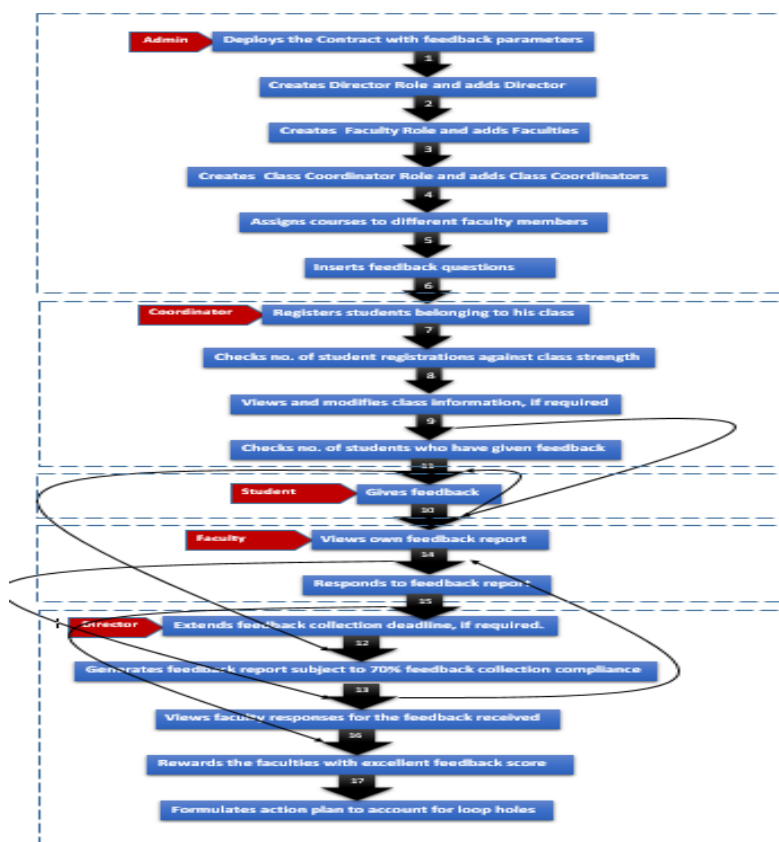 Admin
Deploys the Contract with feedback parameters
1
Creates Director Role and adds Director
2
Creates Faculty Role and adds Faculties
3
Creates Class Coordinator Role and adds Class Coordinators
4
Assigns courses to different faculty members
5
Inserts feedback questions
6
Coordinator
Registers students belonging to his class
7
Checks no. of student registrations against class strength
8
Views and modifies class information, if required
9
Checks no. of students who have given feedback
11
Student
Gives feedback
10
Faculty
Views own feedback report
14
Responds to feedback report
15
Director
Extends feedback collection deadline, if required.
12
Generates feedback report subject to 70% feedback collection compliance
13
Views faculty responses for the feedback received
16
Rewards the faculties with excellent feedback score
17
Formulates action plan to account for loop holes